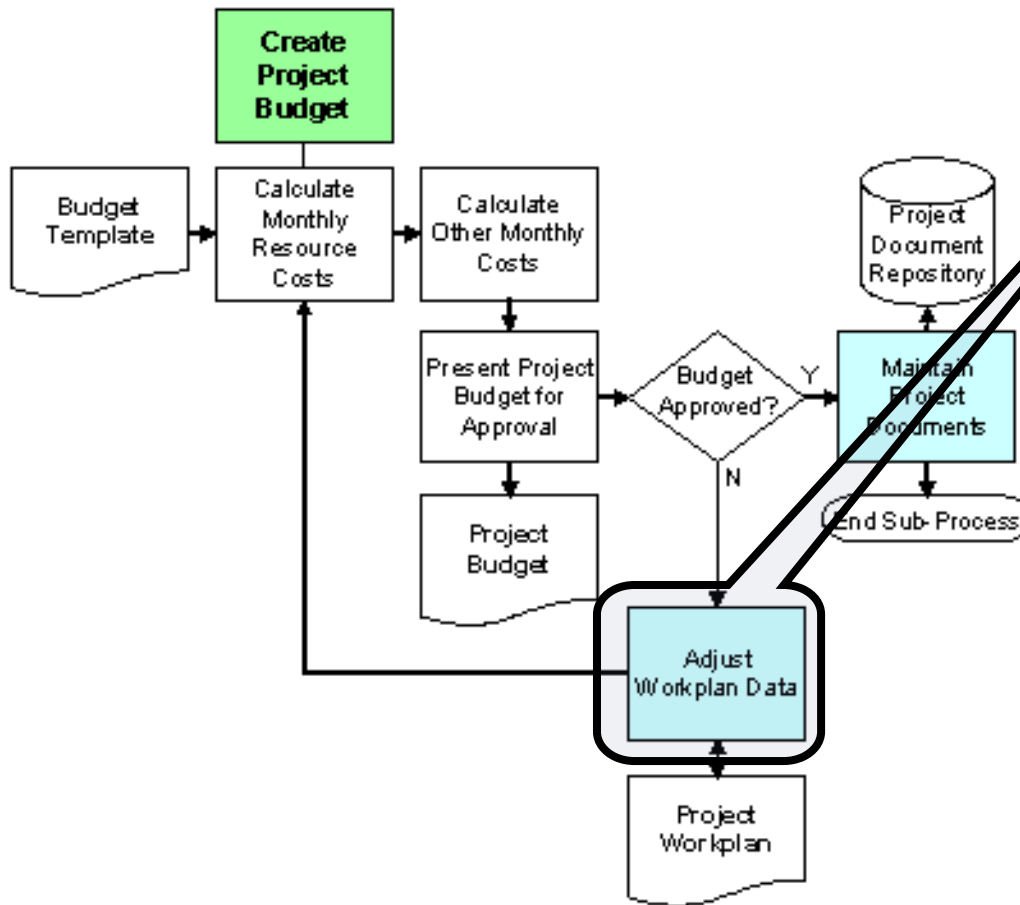 Create
Project
Budget
Budget
Template
Calculate
Monthly
Resource
Costs
Calculate
Other Monthly
Costs
Project
Document
Repository
Present Project
Budget for
Approval
Budget
Approved?
Y
N
Maintain
Project
Documents
Project
Budget
End Sub-Process
Adjust
Workplan Data
Project
Workplan